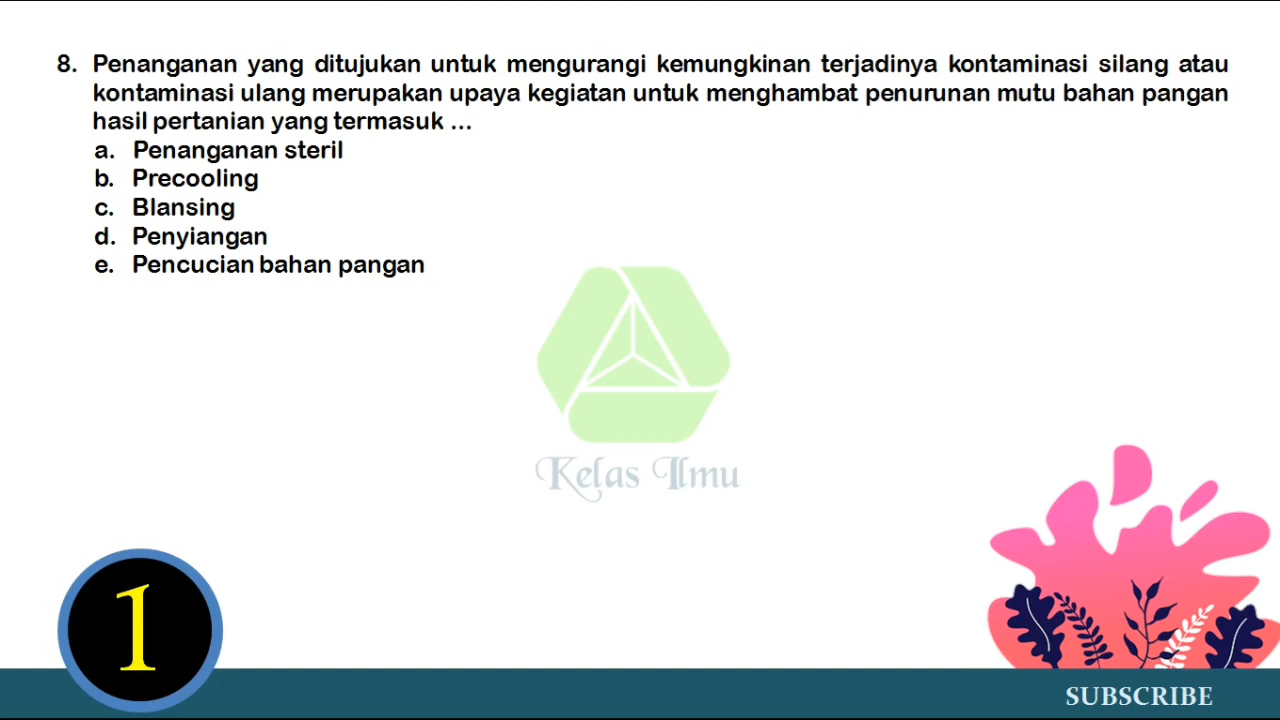 8. Penanganan yang ditujukan untuk mengurangi kemungkinan terjadinya kontaminasi silang atau
kontaminasi ulang merupakan upaya kegiatan untuk menghambat penurunan mutu bahan pangan
hasil pertanian yang termasuk ...
a. Penanganan steril
b. Precooling
c. Blansing
d. Penyiangan
e. Pencucian bahan pangan
Kelas Ilmu
1
SUBSCRIBE